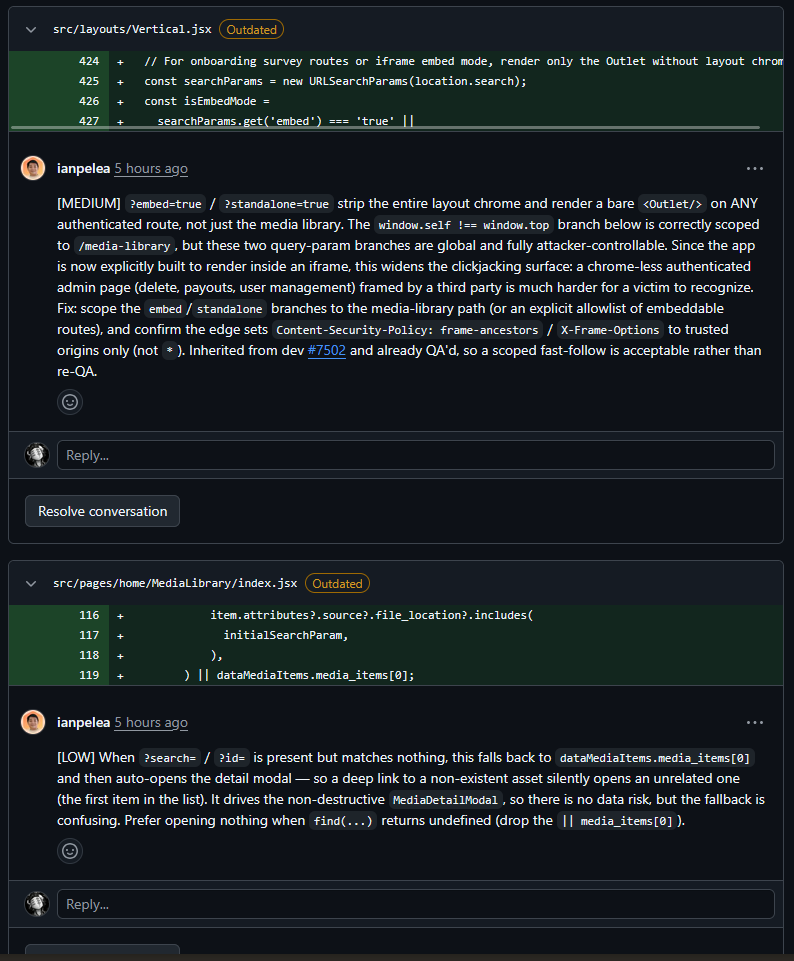 src/layouts/Vertical.jsx Outdated
424 + // For onboarding survey routes or iframe embed mode, render only the Outlet without layout chrom
425 + const searchParams = new URLSearchParams(location.search);
426 + const isEmbedMode =
427 + searchParams.get('embed') === 'true' ||
ianpelea 5 hours ago
[MEDIUM] ?embed=true / ?standalone=true strip the entire layout chrome and render a bare <Outlet/> on ANY
authenticated route, not just the media library. The window.self !== window.top branch below is correctly scoped
to /media-library, but these two query-param branches are global and fully attacker-controllable. Since the app
is now explicitly built to render inside an iframe, this widens the clickjacking surface: a chrome-less authenticated
admin page (delete, payouts, user management) framed by a third party is much harder for a victim to recognize.
Fix: scope the embed/standalone branches to the media-library path (or an explicit allowlist of embeddable
routes), and confirm the edge sets Content-Security-Policy: frame-ancestors / X-Frame-Options to trusted
origins only (not *). Inherited from dev #7502 and already QA'd, so a scoped fast-follow is acceptable rather than
re-QA.
Reply...
Resolve conversation
src/pages/home/MediaLibrary/index.jsx Outdated
116 + item.attributes?.source?.file_location?.includes(
117 + initialSearchParam,
118 + ),
119 + ) || dataMediaItems.media_items[0];
ianpelea 5 hours ago
[LOW] When ?search= / ?id= is present but matches nothing, this falls back to dataMediaItems.media_items[0]
and then auto-opens the detail modal — so a deep link to a non-existent asset silently opens an unrelated one
(the first item in the list). It drives the non-destructive MediaDetailModal, so there is no data risk, but the fallback is
confusing. Prefer opening nothing when find(...) returns undefined (drop the || media_items[0]).
Reply...